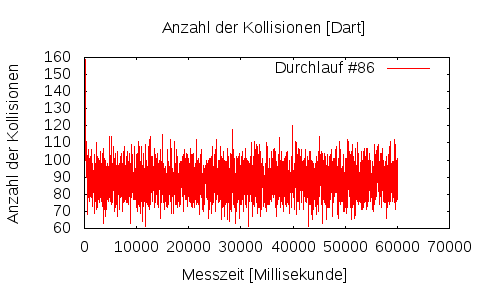 Anzahl der Kollisionen [Dart]
Durchlauf #86
Anzahl der Kollisionen
160
150
140
130
120
110
100
90
80
70
60
0 10000 20000 30000 40000 50000 60000 70000
Messzeit [Millisekunde]